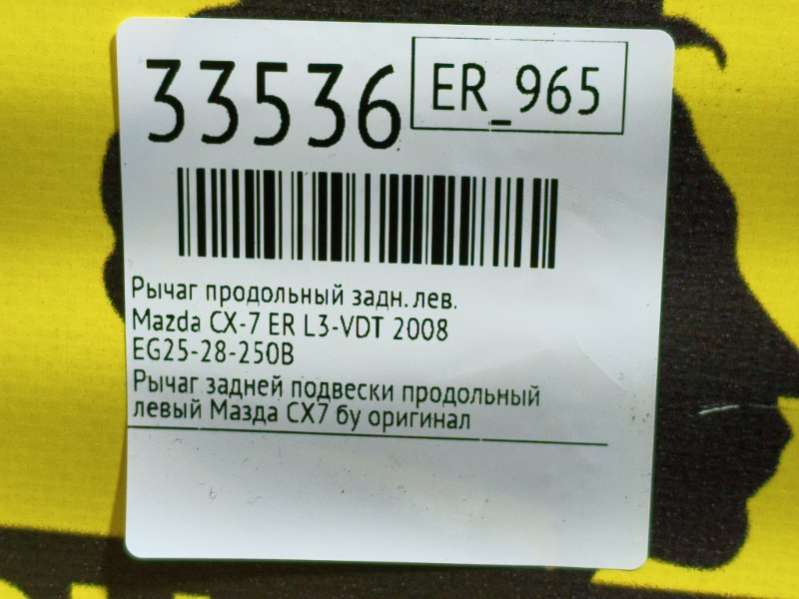 33536
ER_965
Рычаг продольный задн. лев.
Mazda CX-7 ER L3-VDT 2008
EG25-28-250B
Рычаг задней подвески продольный
левый Мазда СХ7 бу оригинал